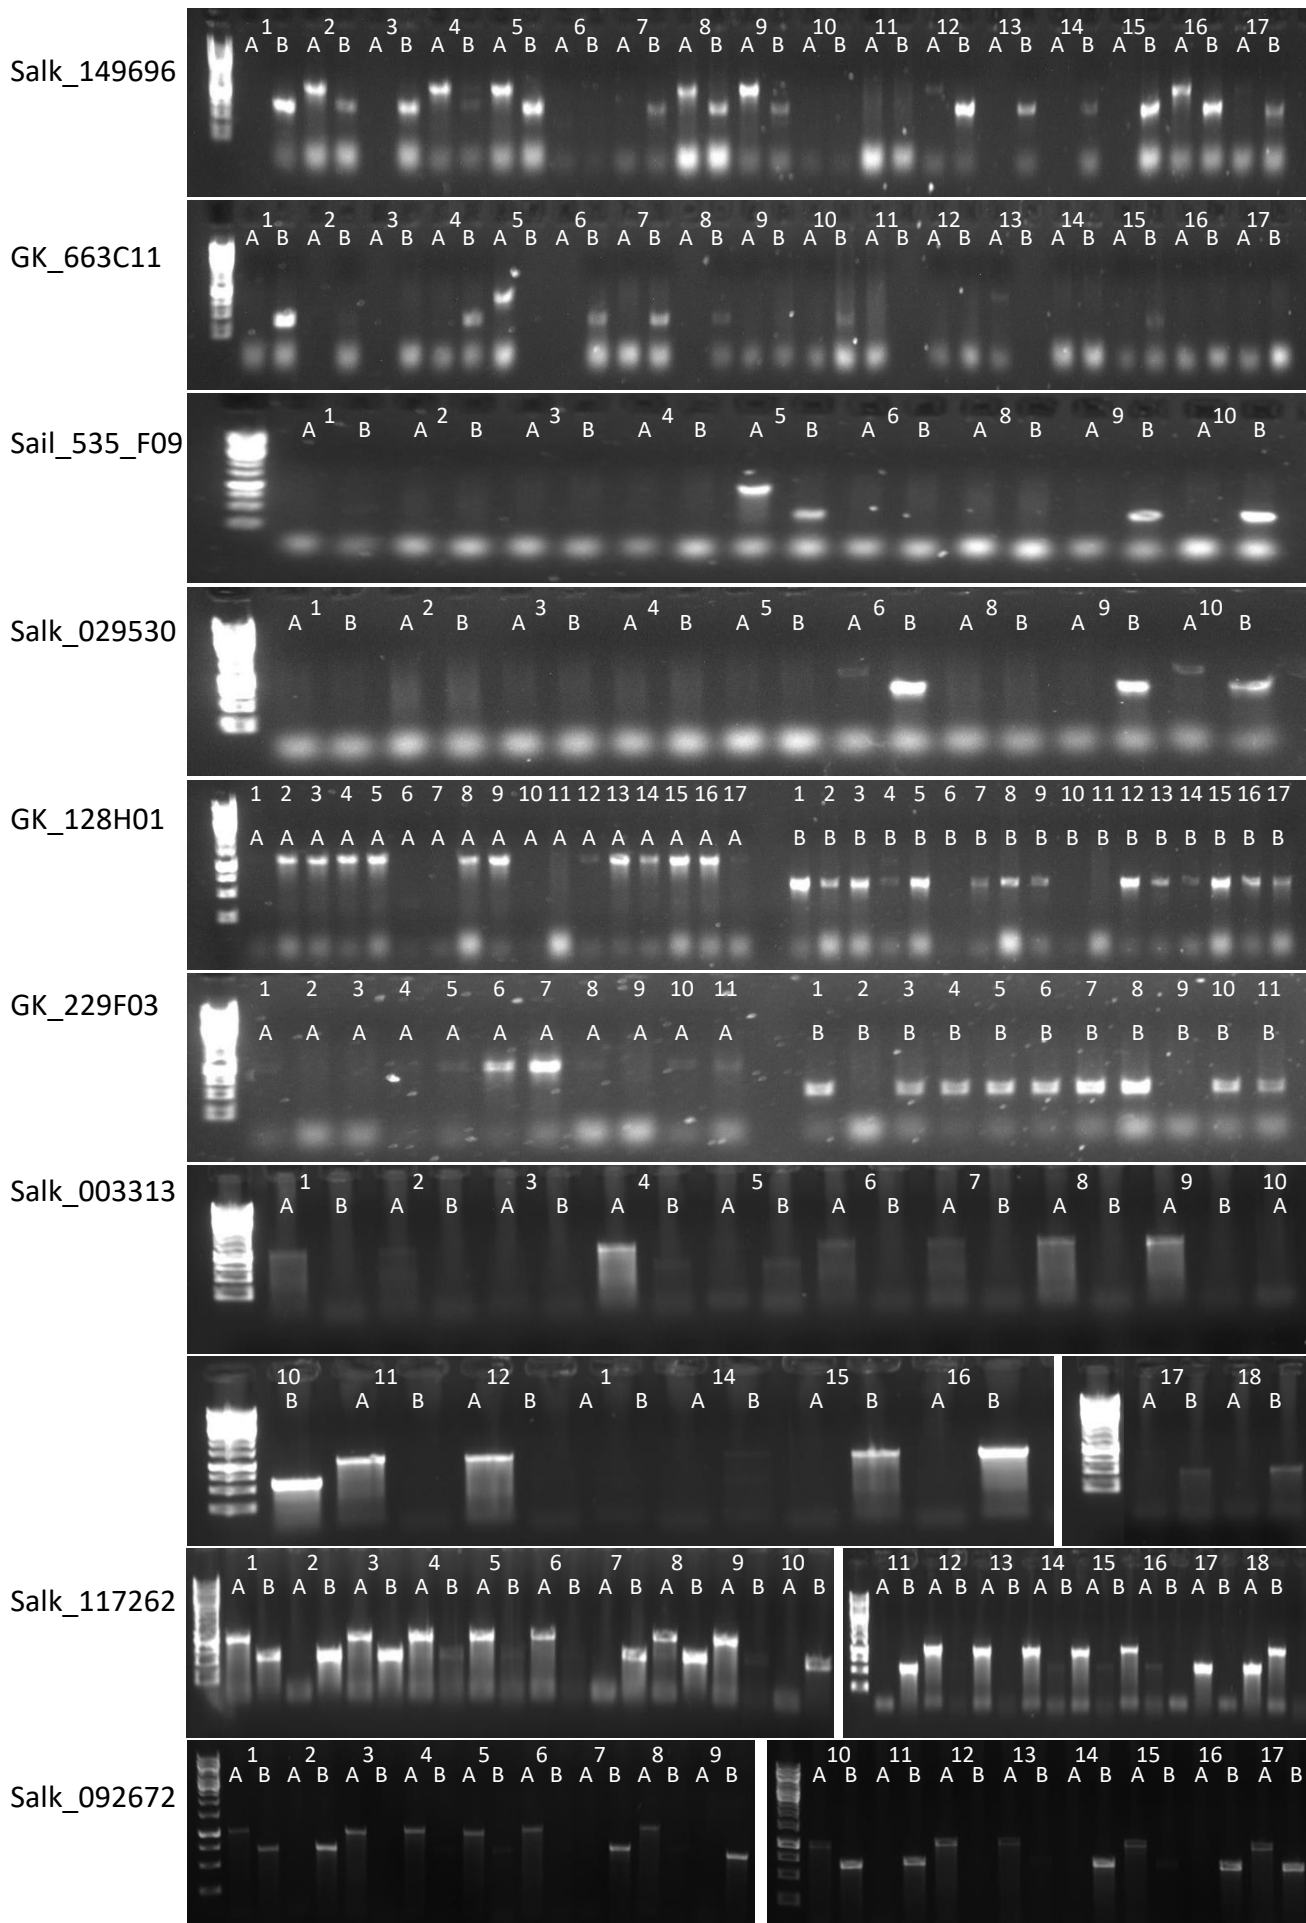 1 2 3 4 5 6 7 8 9 10 11 12 13 14 15 16 17
A B A B A B A B A B A B A B A B A B A B A B A B A B A B A B A B A B
Salk_149696
1 2 3 4 5 6 7 8 9 10 11 12 13 14 15 16 17
A B A B A B A B A B A B A B A B A B A B A B A B A B A B A B A B A B
GK_663C11
1 2 3 4 5 6 8 9 10
A B A B A B A B A B A B A B A B A B
Sail_535_F09
1 2 3 4 5 6 8 9 10
A B A B A B A B A B A B A B A B A B
Salk_029530
1 2 3 4 5 6 7 8 9 10 11 12 13 14 15 16 17 1 2 3 4 5 6 7 8 9 10 11 12 13 14 15 16 17
GK_128H01
A A A A A A A A A A A A A A A A A B B B B B B B B B B B B B B B B B
1 2 3 4 5 6 7 8 9 10 11 1 2 3 4 5 6 7 8 9 10 11
GK_229F03
A A A A A A A A A A A B B B B B B B B B B B
1 2 3 4 5 6 7 8 9 10
Salk_003313
A B A B A B A B A B A B A B A B A B A
10 11 12 1 14 15 16 17 18
B A B A B A B A B A B A B A B A B
1 2 3 4 5 6 7 8 9 10 11 12 13 14 15 16 17 18
A B A B A B A B A B A B A B A B A B A B A B A B A B A B A B A B A B A B
Salk_117262
1 2 3 4 5 6 7 8 9 10 11 12 13 14 15 16 17
A B A B A B A B A B A B A B A B A B A B A B A B A B A B A B A B A B
Salk_092672